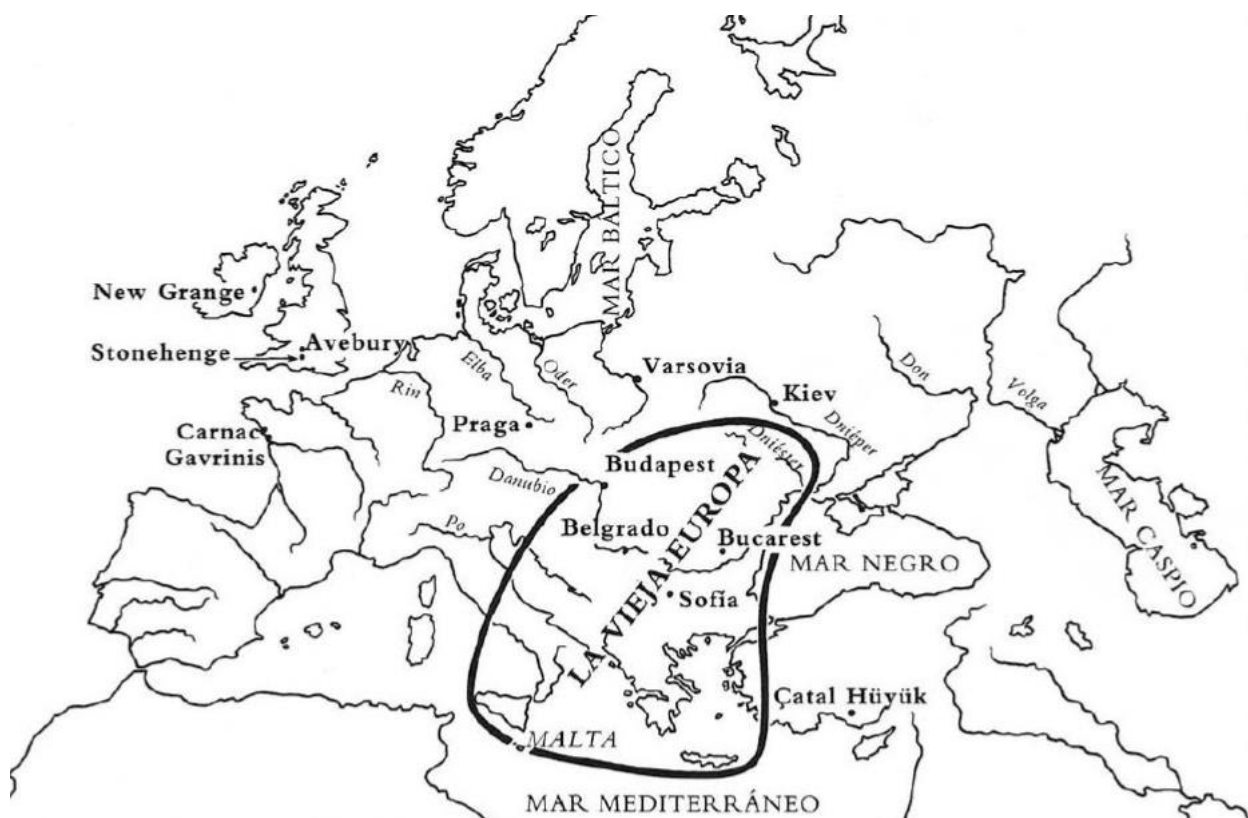 MAR BÁLTICO
New Grange
Avebury
Stonehenge
Elba
Oder
Varsovia
Don
Rin
Kiev
Volga
Carnac
Gavrinis
Praga
Dniéper
Dniéster
Budapest
Danubio
MAR CASPIO
Po
Belgrado
LA VIEJA EUROPA
Bucarest
MAR NEGRO
Sofía
Çatal Hüyük
MALTA
MAR MEDITERRÁNEO